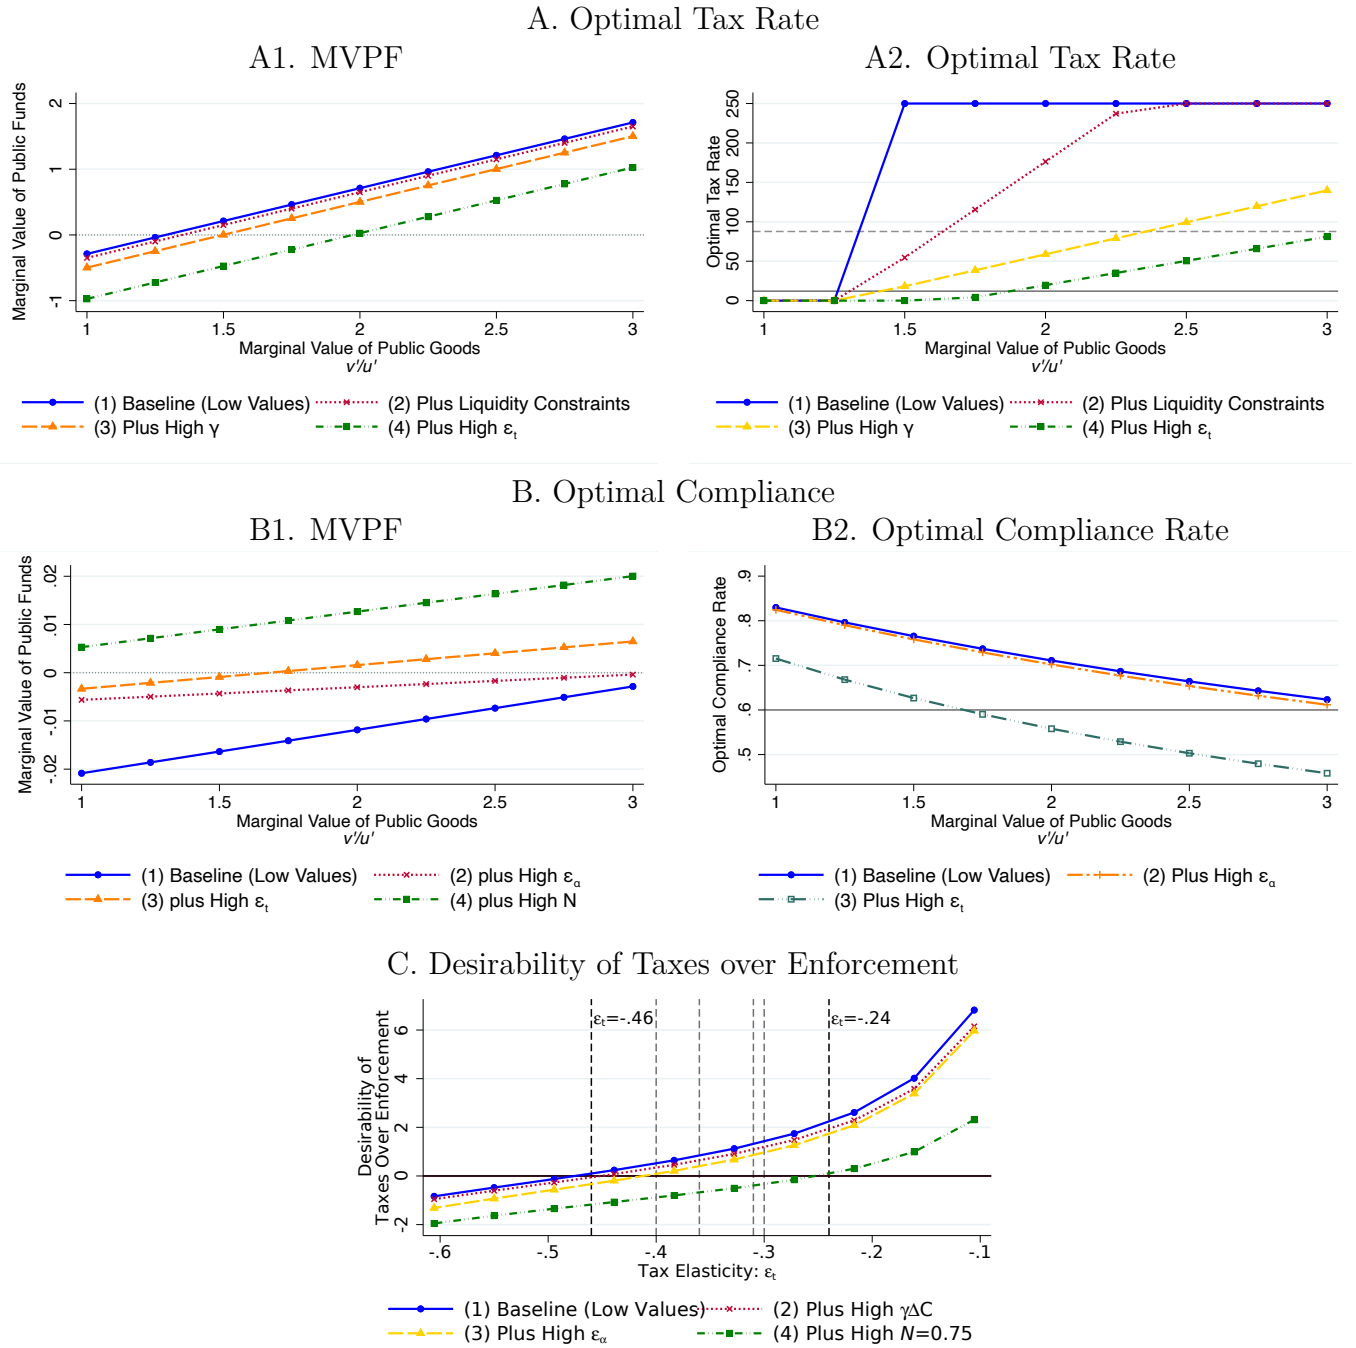 A. Optimal Tax Rate
A1. MVPF
Marginal Value of Public Funds
2
1
0
-1
1
1.5
2
2.5
3
Marginal Value of Public Goods
v'/u'
(1) Baseline (Low Values)
(2) Plus Liquidity Constraints
(3) Plus High γ
(4) Plus High εt
A2. Optimal Tax Rate
Optimal Tax Rate
250
200
150
100
50
0
1
1.5
2
2.5
3
Marginal Value of Public Goods
v'/u'
(1) Baseline (Low Values)
(2) Plus Liquidity Constraints
(3) Plus High γ
(4) Plus High εt
B. Optimal Compliance
B1. MVPF
Marginal Value of Public Funds
.02
.01
0
-.01
-.02
1
1.5
2
2.5
3
Marginal Value of Public Goods
v'/u'
(1) Baseline (Low Values)
(2) plus High εα
(3) plus High εt
(4) plus High N
B2. Optimal Compliance Rate
Optimal Compliance Rate
.9
.8
.7
.6
.5
1
1.5
2
2.5
3
Marginal Value of Public Goods
v'/u'
(1) Baseline (Low Values)
(2) Plus High εα
(3) Plus High εt
C. Desirability of Taxes over Enforcement
Desirability of
Taxes Over Enforcement
6
4
2
0
-2
εt=-.46
εt=-.24
-.6
-.5
-.4
-.3
-.2
-.1
Tax Elasticity: εt
(1) Baseline (Low Values)
(2) Plus High γΔC
(3) Plus High εα
(4) Plus High N=0.75